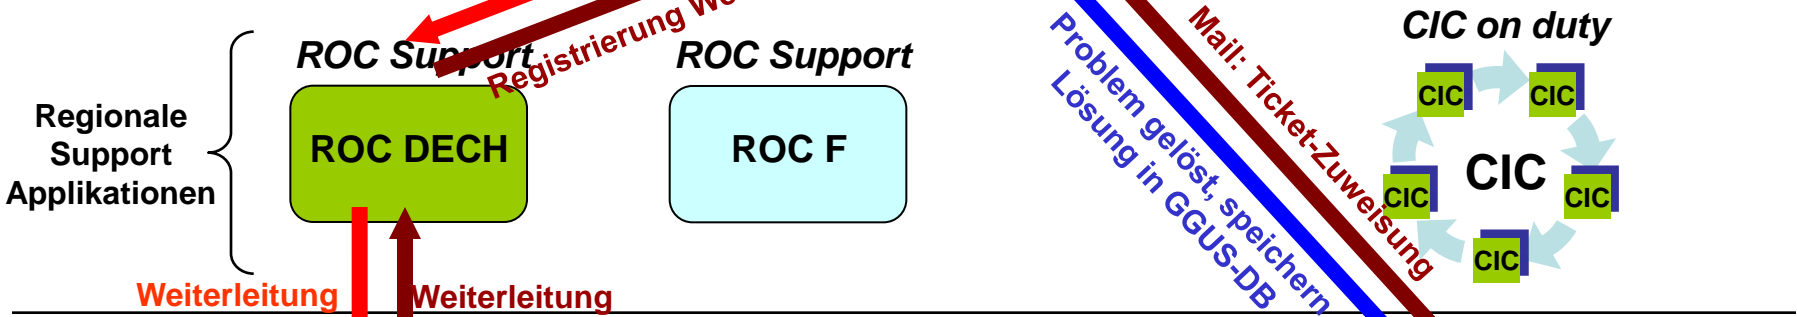 CIC on duty
ROC Support
ROC Support
Registrierung
Regionale
Support
Applikationen
ROC DECH
ROC F
Problem gelöst, speichern
Lösung in GGUS-DB
Mail: Ticket-Zuweisung
CIC
CIC
CIC
CIC
CIC
CIC
Weiterleitung
Weiterleitung